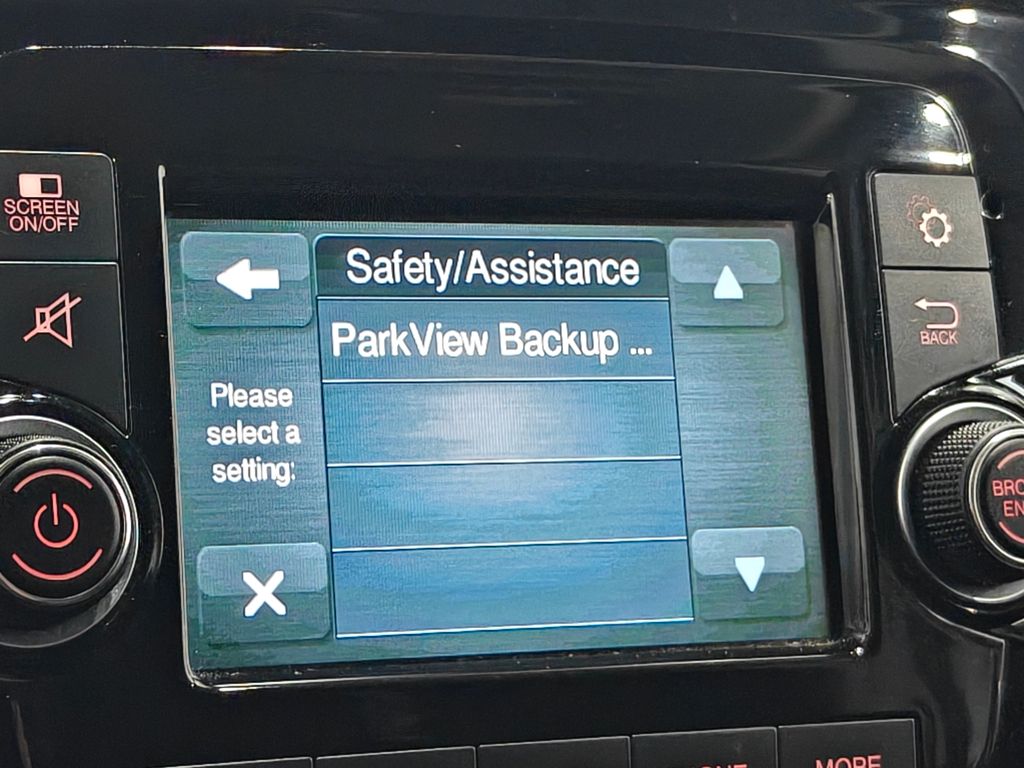 SCREEN
ON/OFF
Safety/Assistance
ParkView Backup ...
Please
select a
setting:
BACK
MORE